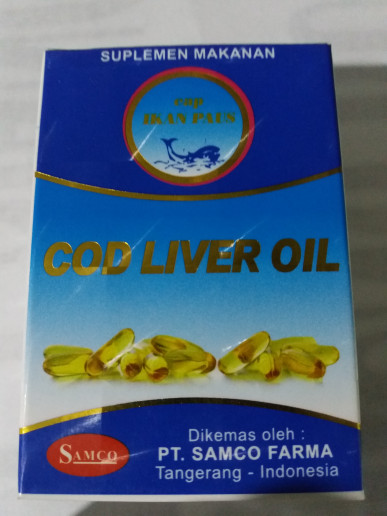 SUPLEMEN MAKANAN
cap
IKAN PAUS
COD LIVER OIL
SAMCO
Dikemas oleh :
PT. SAMCO FARMA
Tangerang - Indonesia